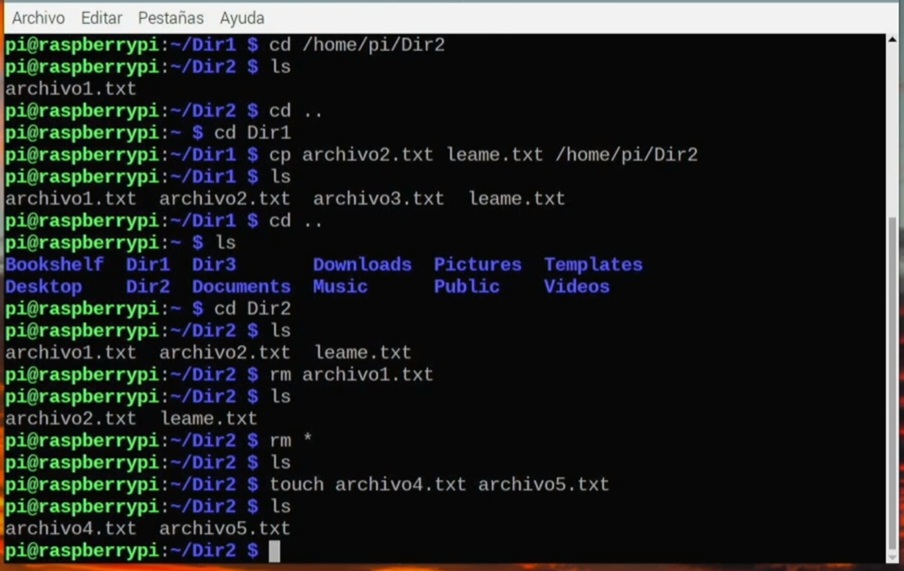 Archivo Editar Pestañas Ayuda
pi@raspberrypi:~/Dir1 $ cd /home/pi/Dir2
pi@raspberrypi:~/Dir2 $ ls
archivo1.txt
pi@raspberrypi:~/Dir2 $ cd ..
pi@raspberrypi:~ $ cd Dir1
pi@raspberrypi:~/Dir1 $ cp archivo2.txt leame.txt /home/pi/Dir2
pi@raspberrypi:~/Dir1 $ ls
archivo1.txt  archivo2.txt  archivo3.txt  leame.txt
pi@raspberrypi:~/Dir1 $ cd ..
pi@raspberrypi:~ $ ls
Bookshelf  Dir1  Dir3       Downloads  Pictures  Templates
Desktop    Dir2  Documents  Music      Public    Videos
pi@raspberrypi:~ $ cd Dir2
pi@raspberrypi:~/Dir2 $ ls
archivo1.txt  archivo2.txt  leame.txt
pi@raspberrypi:~/Dir2 $ rm archivo1.txt
pi@raspberrypi:~/Dir2 $ ls
archivo2.txt  leame.txt
pi@raspberrypi:~/Dir2 $ rm *
pi@raspberrypi:~/Dir2 $ ls
pi@raspberrypi:~/Dir2 $ touch archivo4.txt archivo5.txt
pi@raspberrypi:~/Dir2 $ ls
archivo4.txt  archivo5.txt
pi@raspberrypi:~/Dir2 $